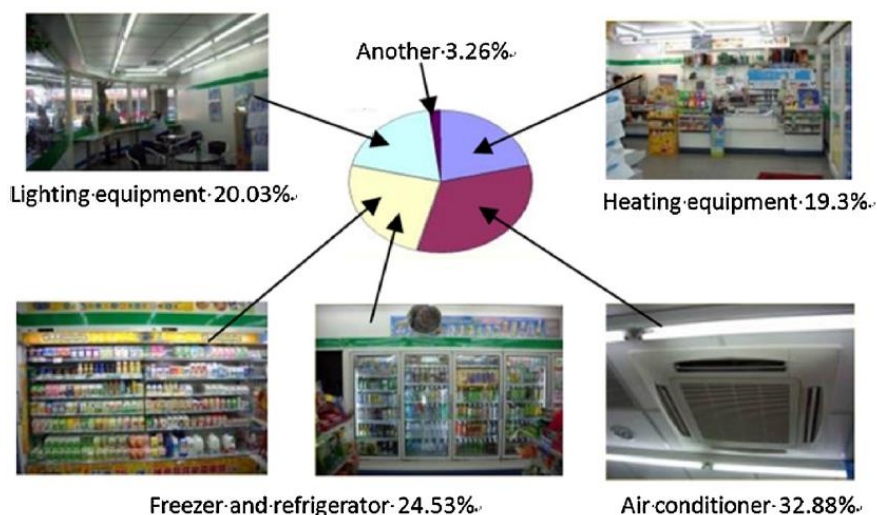 Another 3.26%
Lighting equipment 20.03%
Heating equipment 19.3%
Freezer and refrigerator 24.53%
Air conditioner 32.88%